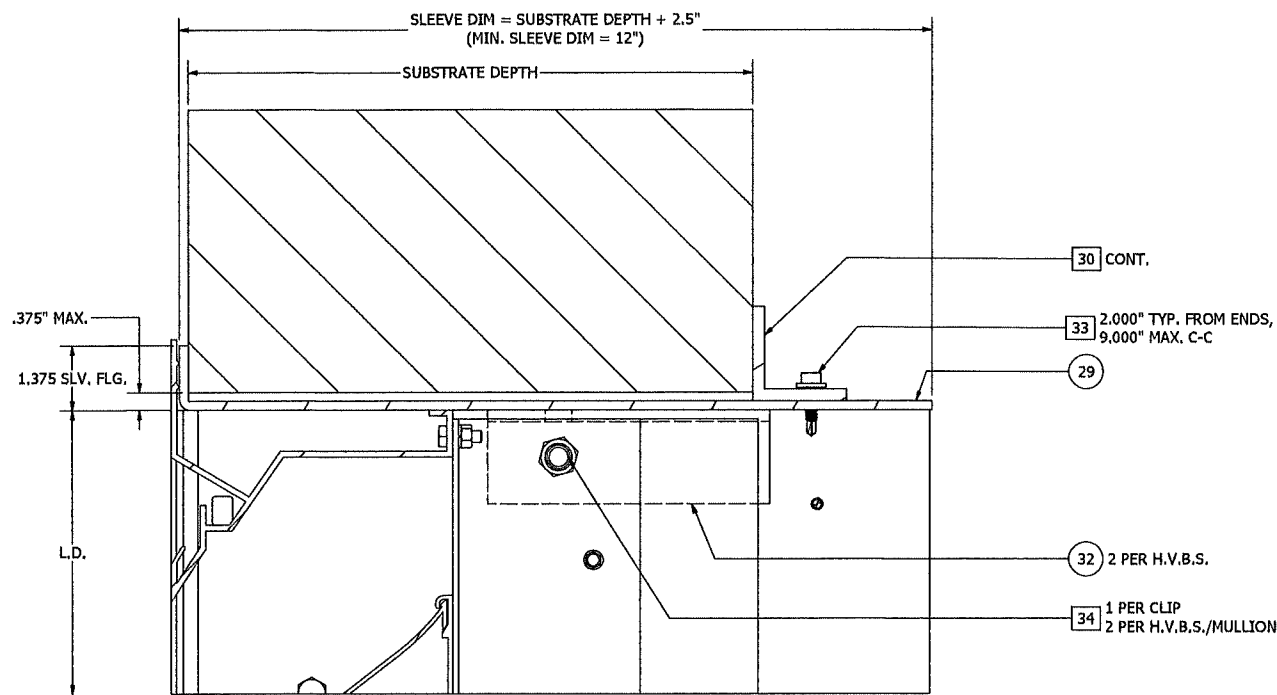 SLEEVE DIM = SUBSTRATE DEPTH + 2.5"
(MIN. SLEEVE DIM = 12")
SUBSTRATE DEPTH
30 CONT.
.375" MAX.
33 2.000" TYP. FROM ENDS,
9.000" MAX. C-C
1.375 SLV. FLG.
29
L.D.
32 2 PER H.V.B.S.
34 1 PER CLIP
2 PER H.V.B.S./MULLION